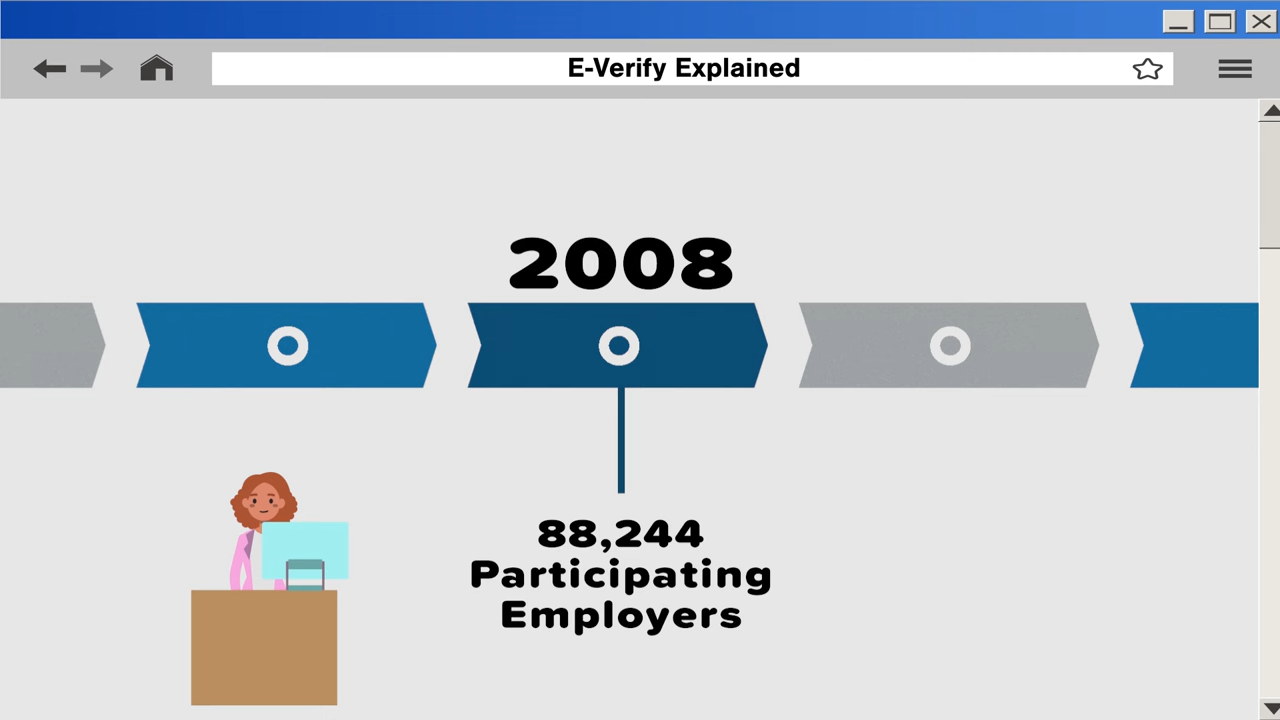 E-Verify Explained
2008
88,244
Participating
Employers